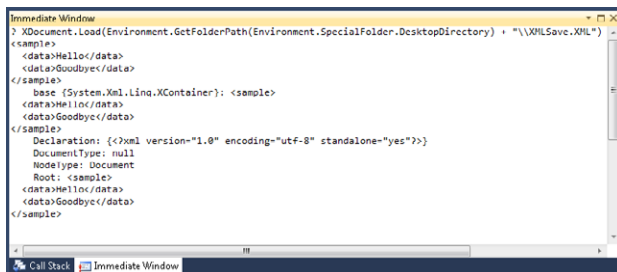 Immediate Window
? XDocument.Load(Environment.GetFolderPath(Environment.SpecialFolder.DesktopDirectory) + "\\XMLSave.XML")
<sample>
  <data>Hello</data>
  <data>Goodbye</data>
</sample>
    base {System.Xml.Linq.XContainer}: <sample>
  <data>Hello</data>
  <data>Goodbye</data>
</sample>
    Declaration: {<?xml version="1.0" encoding="utf-8" standalone="yes"?>}
    DocumentType: null
    NodeType: Document
    Root: <sample>
  <data>Hello</data>
  <data>Goodbye</data>
</sample>
Call Stack Immediate Window